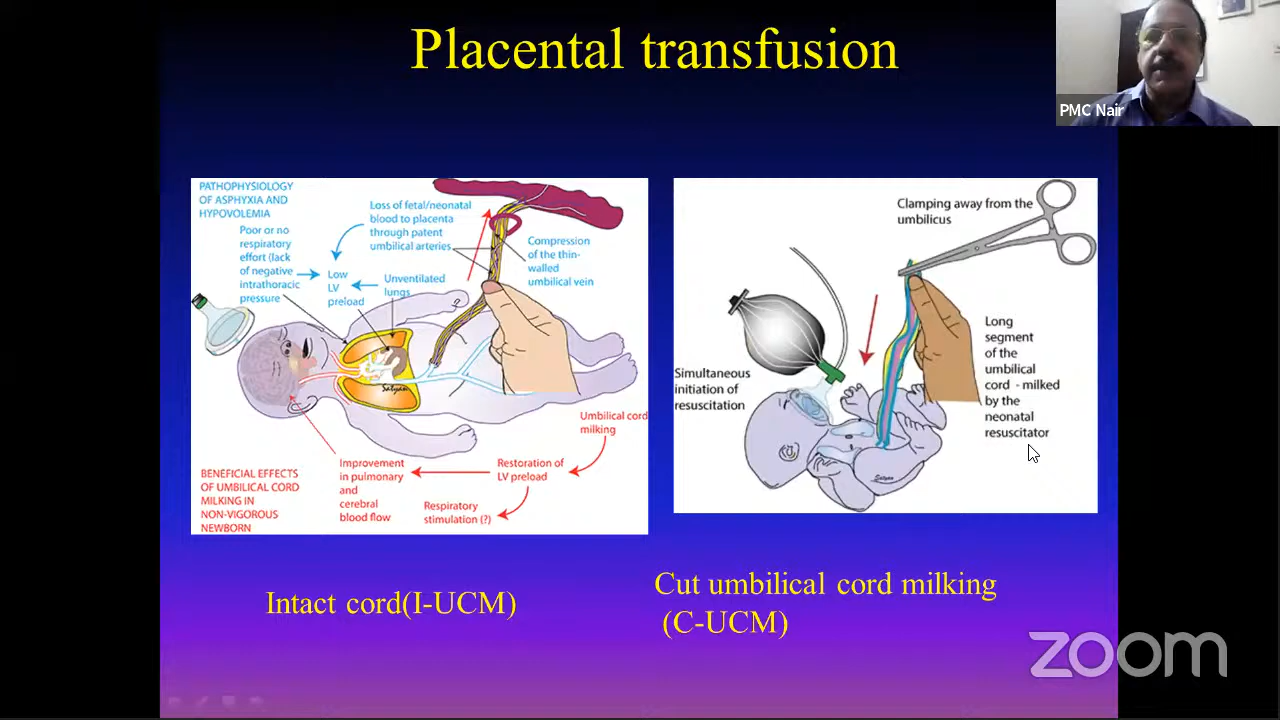 Placental transfusion
PMC Nair
PATHOPHYSIOLOGY
OF ASPHYXIA AND
HYPOVOLEMIA
Poor or no
respiratory
effort (lack
of negative
intrathoracic
pressure
Loss of fetal/neonatal
blood to placenta
through patent
umbilical arteries
Low
LV
preload
Unventilated
lungs
Compression
of the thin-
walled
umbilical vein
Satyan
Umbilical cord
milking
Restoration of
LV preload
Improvement
in pulmonary
and
cerebral
blood flow
Respiratory
stimulation (?)
BENEFICIAL EFFECTS
OF UMBILICAL CORD
MILKING IN
NON-VIGOROUS
NEWBORN
Clamping away from the
umbilicus
Simultaneous
initiation of
resuscitation
Long
segment
of the
umbilical
cord - milked
by the
neonatal
resuscitator
Satyan
Intact cord(I-UCM)
Cut umbilical cord milking
(C-UCM)
zoom